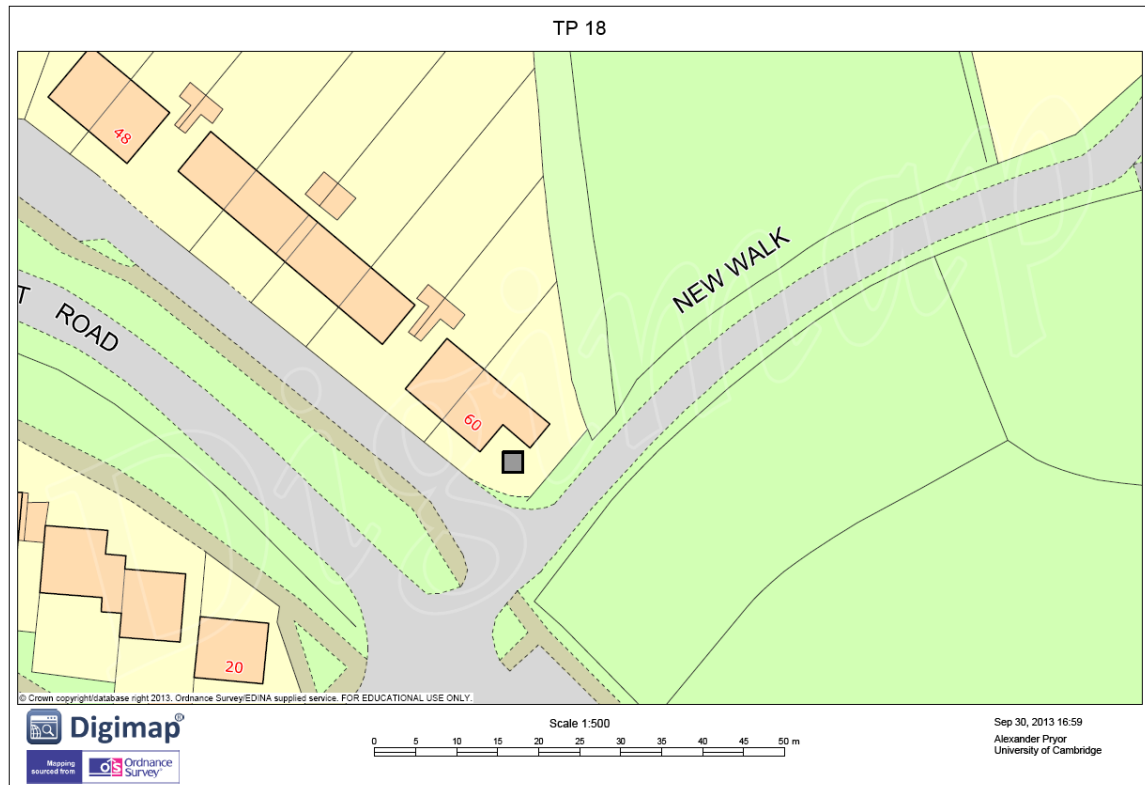 TP 18
48
NEW WALK
T ROAD
60
20
Digimap
© Crown copyright/database right 2013. Ordnance Survey/EDINA supplied service. FOR EDUCATIONAL USE ONLY.
Digimap®
Mapping
sourced from
OS Ordnance
Survey®
Scale 1:500
0 5 10 15 20 25 30 35 40 45 50 m
Sep 30, 2013 16:59
Alexander Pryor
University of Cambridge